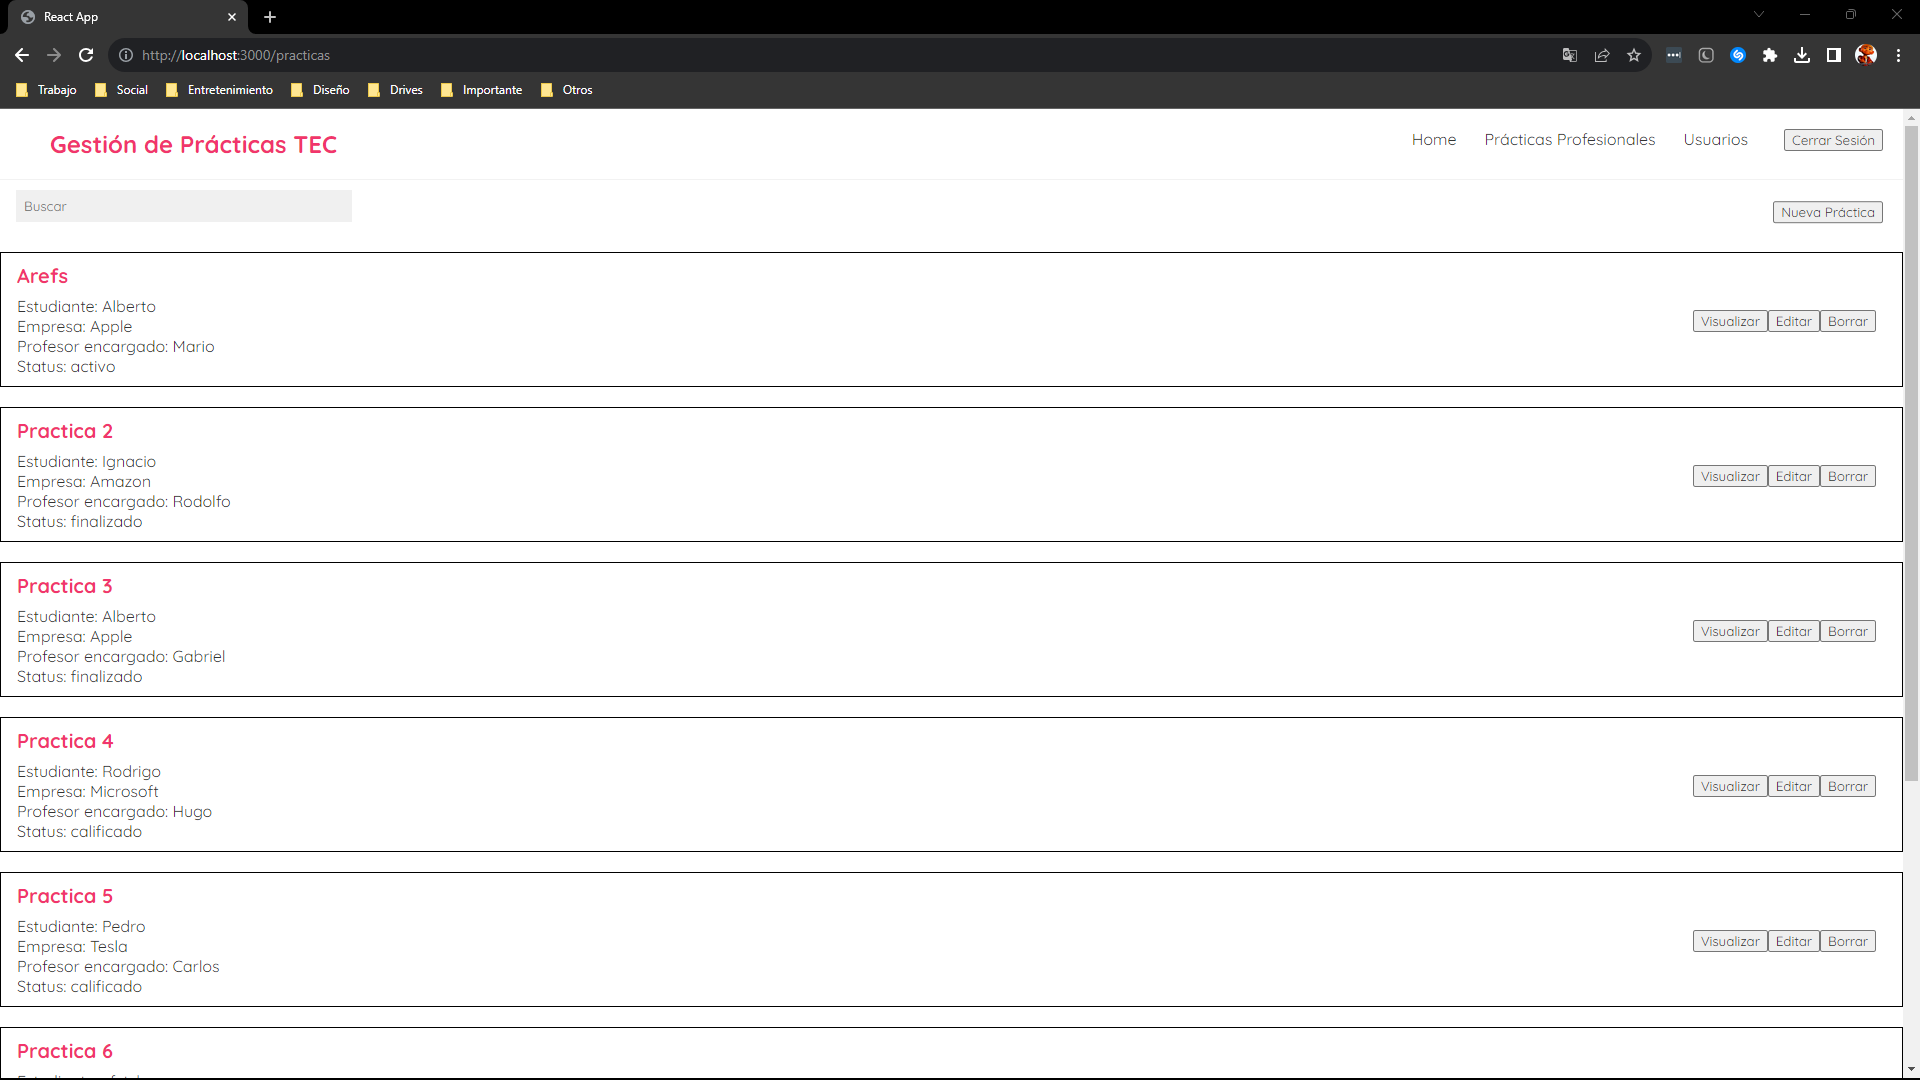 React App
http://localhost:3000/practicas
Trabajo Social Entretenimiento Diseño Drives Importante Otros
Gestión de Prácticas TEC
Home Prácticas Profesionales Usuarios Cerrar Sesión
Buscar
Nueva Práctica
Arefs
Estudiante: Alberto
Empresa: Apple
Profesor encargado: Mario
Status: activo
Visualizar Editar Borrar
Practica 2
Estudiante: Ignacio
Empresa: Amazon
Profesor encargado: Rodolfo
Status: finalizado
Visualizar Editar Borrar
Practica 3
Estudiante: Alberto
Empresa: Apple
Profesor encargado: Gabriel
Status: finalizado
Visualizar Editar Borrar
Practica 4
Estudiante: Rodrigo
Empresa: Microsoft
Profesor encargado: Hugo
Status: calificado
Visualizar Editar Borrar
Practica 5
Estudiante: Pedro
Empresa: Tesla
Profesor encargado: Carlos
Status: calificado
Visualizar Editar Borrar
Practica 6